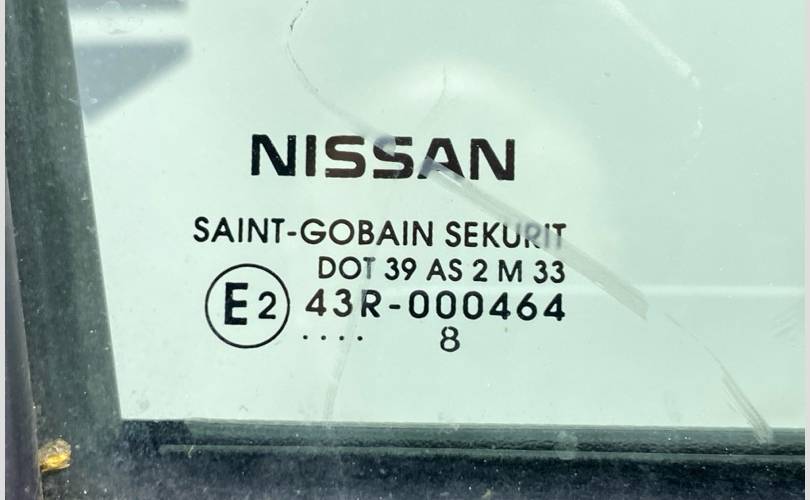 NISSAN
SAINT-GOBAIN SEKURIT
DOT 39 AS 2 M 33
E2 43R-000464
.... 8